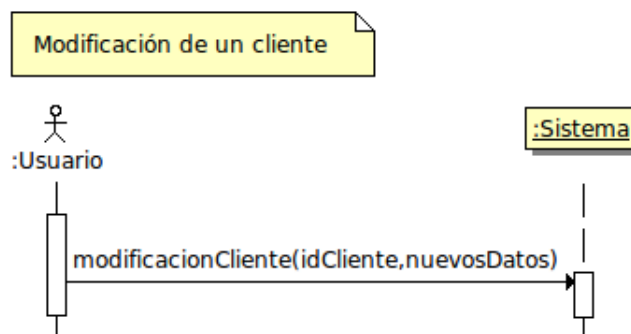 Modificación de un cliente
:Usuario
:Sistema
modificacionCliente(idCliente,nuevosDatos)